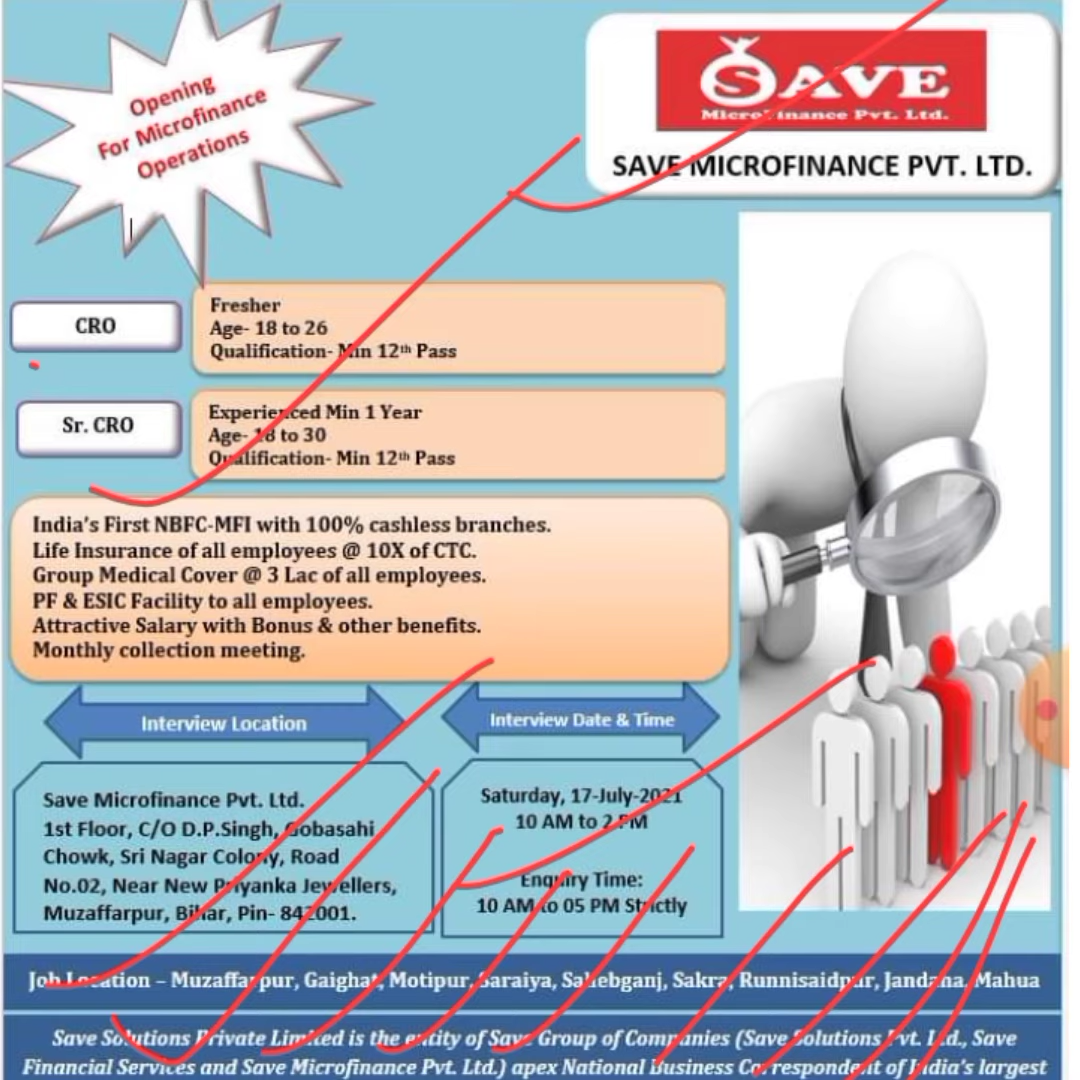 Opening
For Microfinance
Operations
SAVE
MicroFinance Pvt. Ltd.
SAVE MICROFINANCE PVT. LTD.
CRO
Fresher
Age- 18 to 26
Qualification- Min 12th Pass
Sr. CRO
Experienced Min 1 Year
Age- 18 to 30
Qualification- Min 12th Pass
India's First NBFC-MFI with 100% cashless branches.
Life Insurance of all employees @ 10X of CTC.
Group Medical Cover @ 3 Lac of all employees.
PF & ESIC Facility to all employees.
Attractive Salary with Bonus & other benefits.
Monthly collection meeting.
Interview Location
Save Microfinance Pvt. Ltd.
1st Floor, C/O D.P.Singh, Gobasahi
Chowk, Sri Nagar Colony, Road
No.02, Near New Priyanka Jewellers,
Muzaffarpur, Bihar, Pin- 842001.
Interview Date & Time
Saturday, 17-July-2021
10 AM to 2 PM
Enquiry Time:
10 AM to 05 PM Strictly
Job Location – Muzaffarpur, Gaighat, Motipur, Saraiya, Sahebganj, Sakra, Runnisaidpur, Jandaha, Mahua
Save Solutions Private Limited is the entity of Save Group of Companies (Save Solutions Pvt. Ltd., Save
Financial Services and Save Microfinance Pvt. Ltd.) apex National Business Correspondent of India's largest